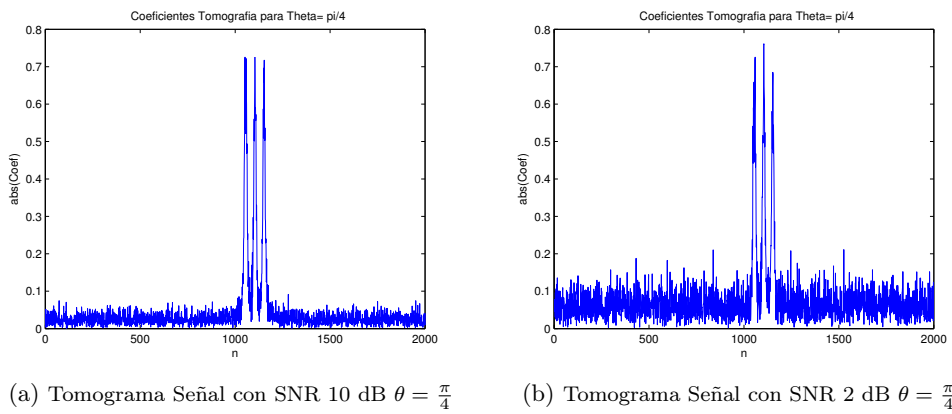 Coeficientes Tomografia para Theta= pi/4
0.8
0.7
0.6
0.5
0.4
0.3
0.2
0.1
0
abs(Coef)
0 500 1000 1500 2000
n
(a) Tomograma Señal con SNR 10 dB θ = π/4
Coeficientes Tomografia para Theta= pi/4
0.8
0.7
0.6
0.5
0.4
0.3
0.2
0.1
0
abs(Coef)
0 500 1000 1500 2000
n
(b) Tomograma Señal con SNR 2 dB θ = π/4